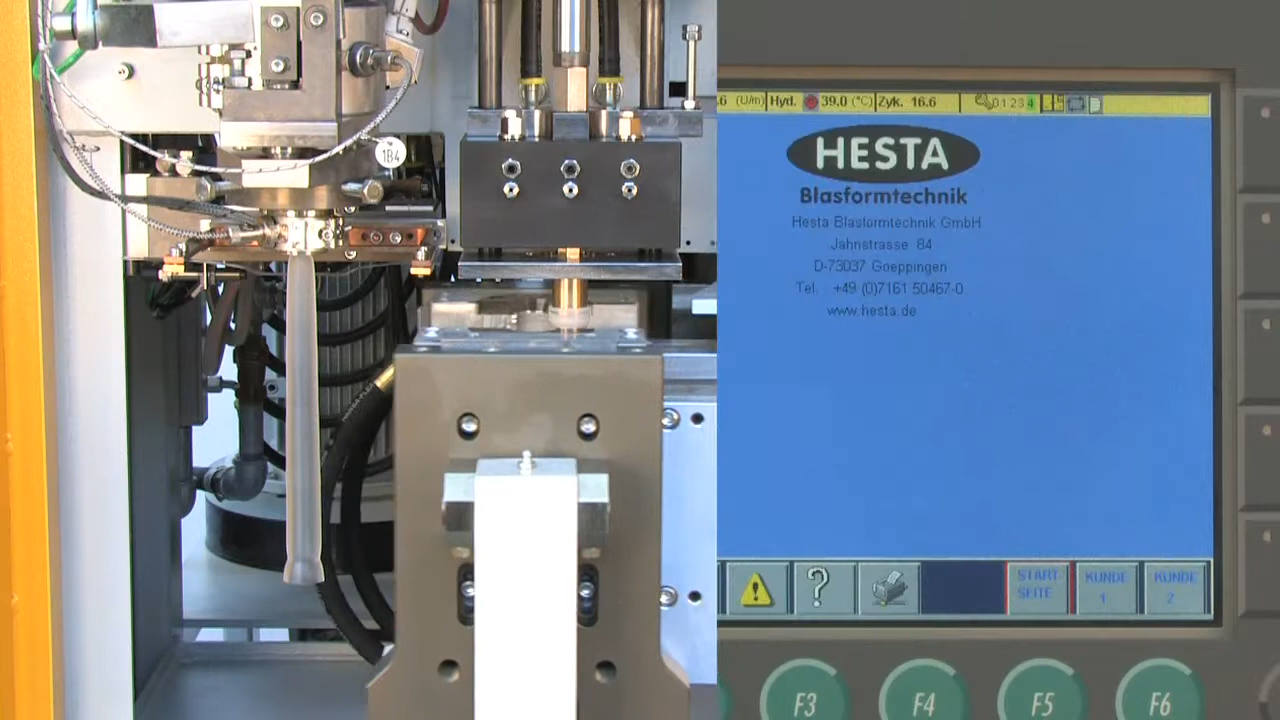 1B4
.6 (U/m) Hyd. 39.0 (°C) Zyk. 16.6 01234
HESTA
Blasformtechnik
Hesta Blasformtechnik GmbH
Jahnstrasse 84
D-73037 Goeppingen
Tel. +49 (0)7161 50467-0
www.hesta.de
?
START SEITE
KUNDE 1
KUNDE 2
F3
F4
F5
F6